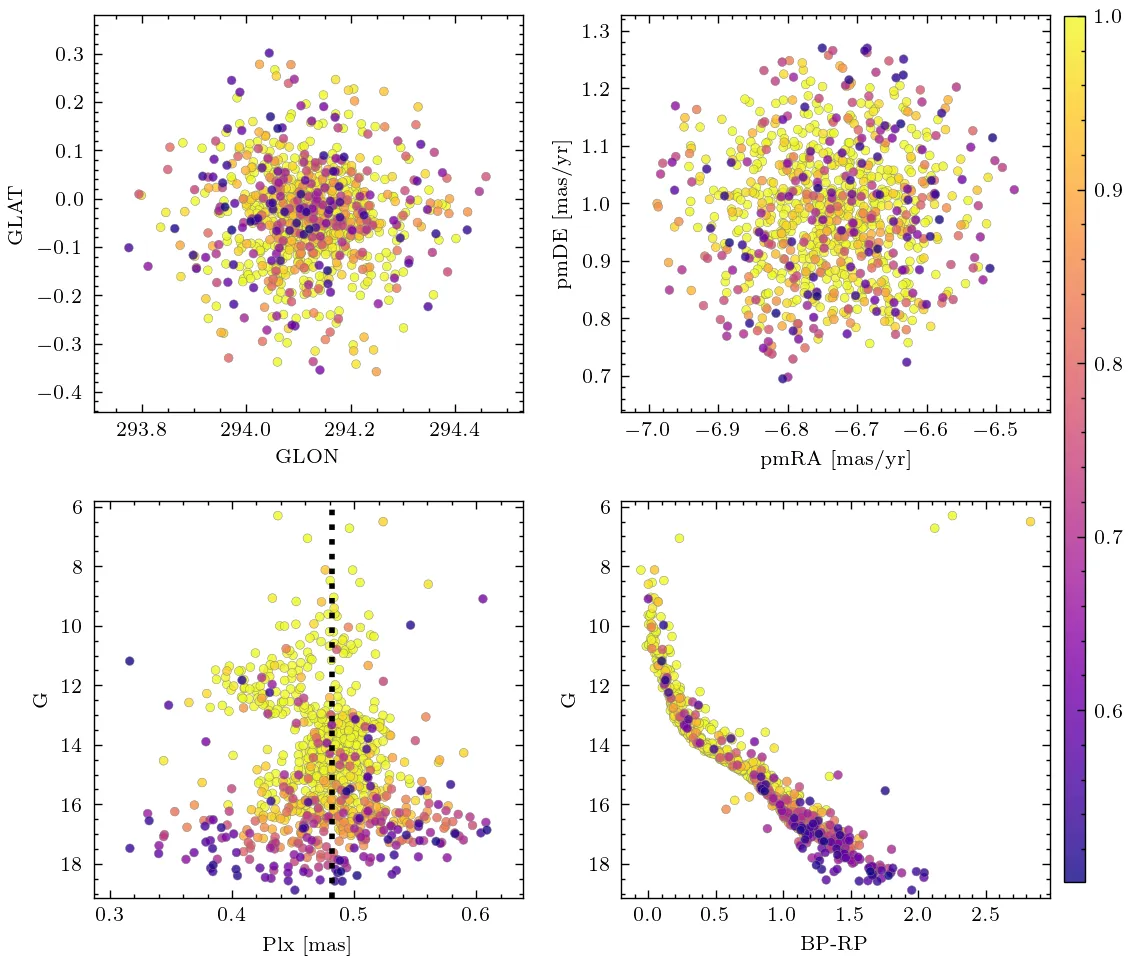 0.3
0.2
0.1
0.0
−0.1
−0.2
−0.3
−0.4
GLAT
293.8 294.0 294.2 294.4
GLON
1.3
1.2
1.1
1.0
0.9
0.8
0.7
pmDE [mas/yr]
−7.0 −6.9 −6.8 −6.7 −6.6 −6.5
pmRA [mas/yr]
1.0
0.9
0.8
0.7
0.6
6
8
10
12
14
16
18
G
0.3 0.4 0.5 0.6
Plx [mas]
6
8
10
12
14
16
18
G
0.0 0.5 1.0 1.5 2.0 2.5
BP-RP